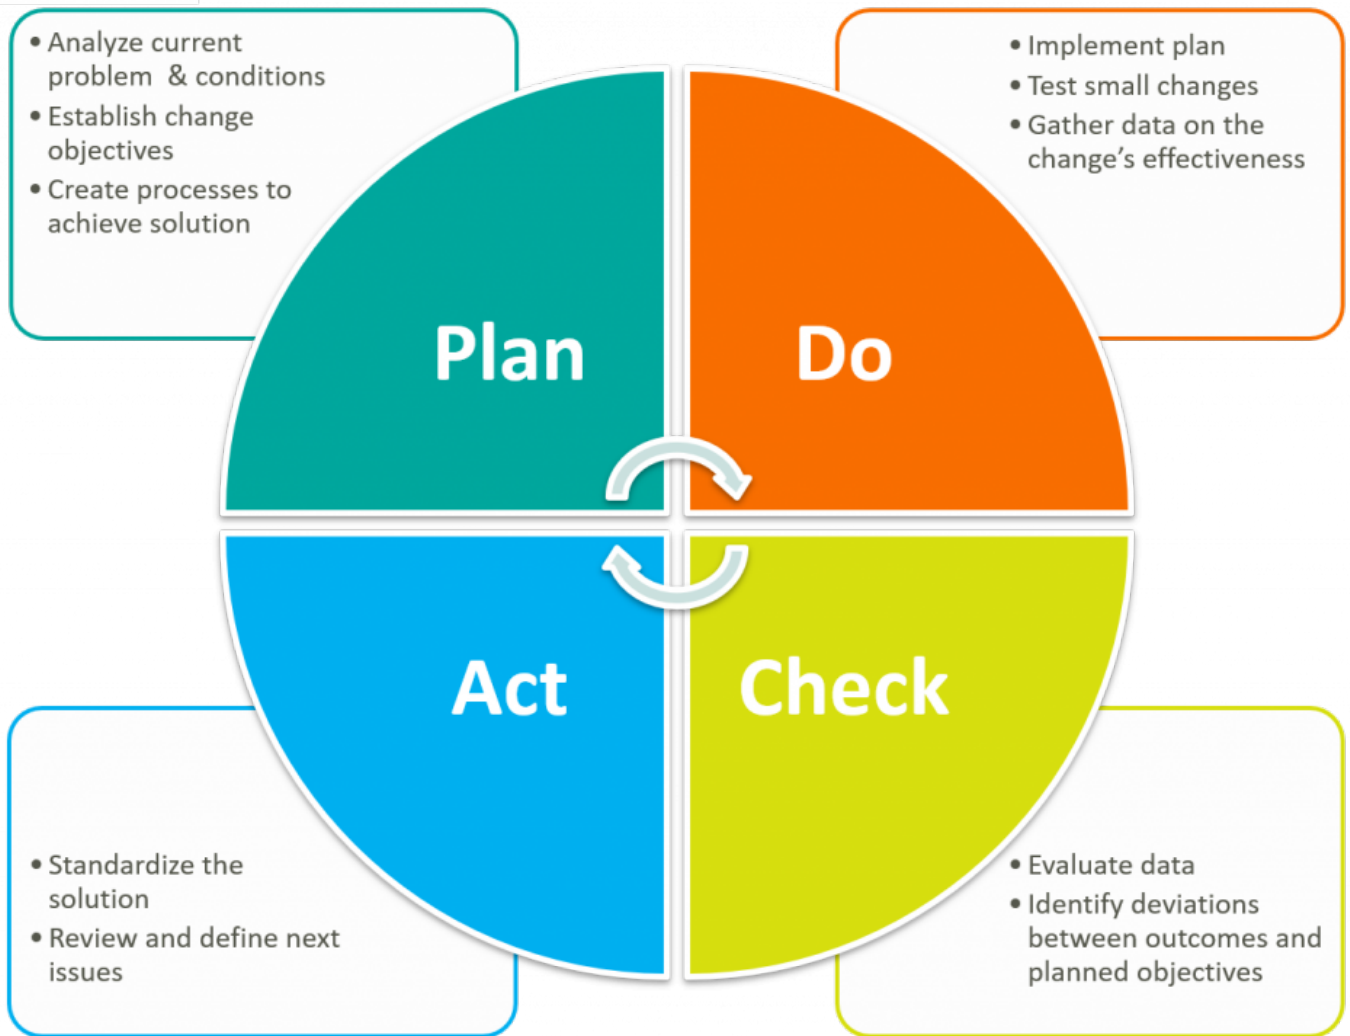 • Analyze current
problem & conditions
• Establish change
objectives
• Create processes to
achieve solution
• Implement plan
• Test small changes
• Gather data on the
change’s effectiveness
Plan
Do
Act
Check
• Standardize the
solution
• Review and define next
issues
• Evaluate data
• Identify deviations
between outcomes and
planned objectives